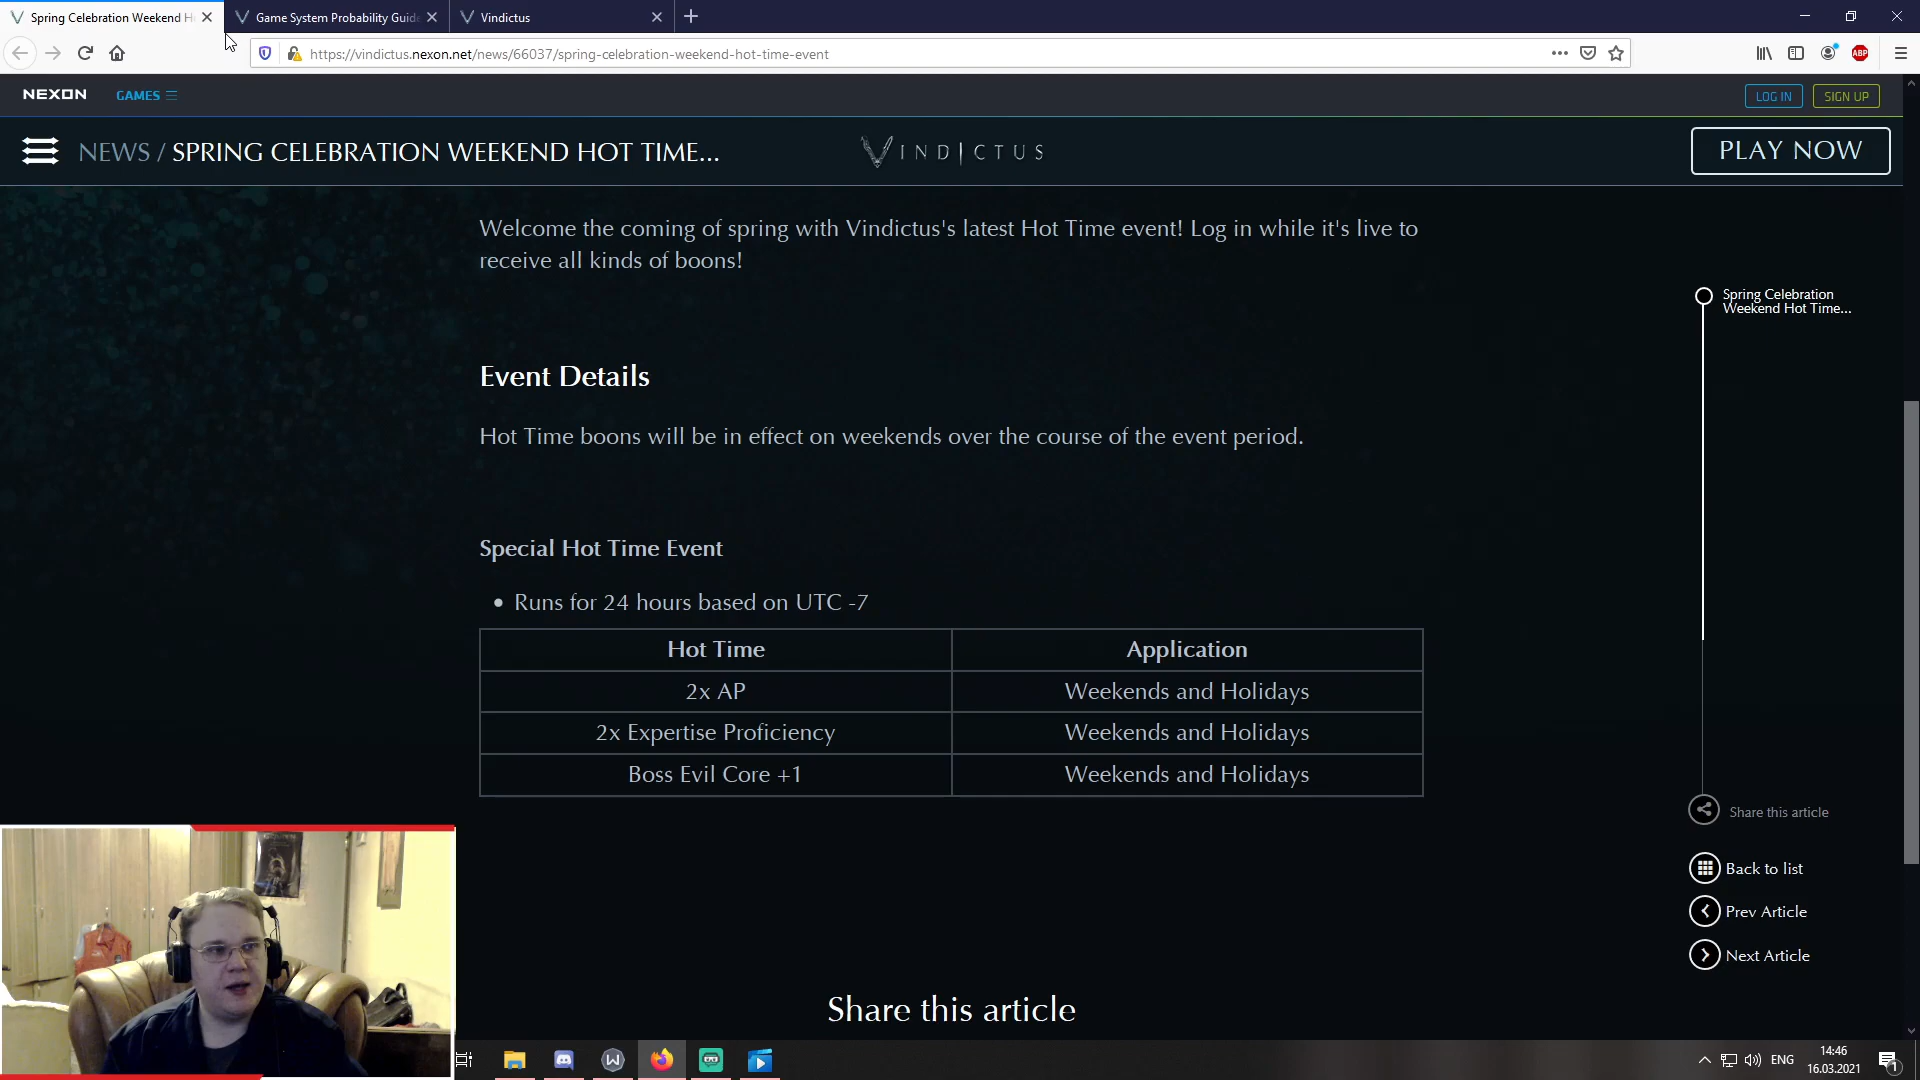 Spring Celebration Weekend H
Game System Probability Guid
Vindictus
https://vindictus.nexon.net/news/66037/spring-celebration-weekend-hot-time-event
ABP
NEXON
GAMES
LOG IN
SIGN UP
NEWS / SPRING CELEBRATION WEEKEND HOT TIME...
VINDICTUS
PLAY NOW
Welcome the coming of spring with Vindictus's latest Hot Time event! Log in while it's live to
receive all kinds of boons!
Spring Celebration
Weekend Hot Time...
Event Details
Hot Time boons will be in effect on weekends over the course of the event period.
Special Hot Time Event
• Runs for 24 hours based on UTC -7
Hot Time Application
2x AP Weekends and Holidays
2x Expertise Proficiency Weekends and Holidays
Boss Evil Core +1 Weekends and Holidays
Share this article
Back to list
Prev Article
Next Article
Share this article
ENG
14:46
16.03.2021
1